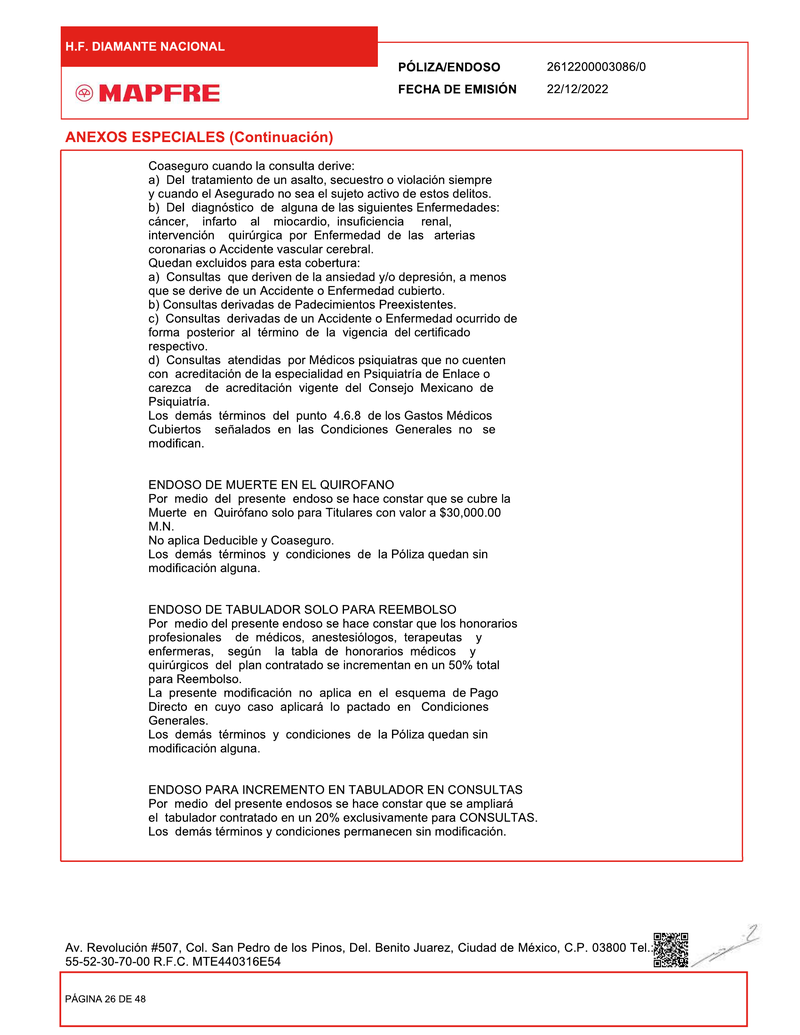 H.F. DIAMANTE NACIONAL
PÓLIZA/ENDOSO 2612200003086/0
MAPFRE
FECHA DE EMISIÓN 22/12/2022
ANEXOS ESPECIALES (Continuación)
Coaseguro cuando la consulta derive:
a) Del tratamiento de un asalto, secuestro o violación siempre
y cuando el Asegurado no sea el sujeto activo de estos delitos.
b) Del diagnóstico de alguna de las siguientes Enfermedades:
cáncer, infarto al miocardio, insuficiencia renal,
intervención quirúrgica por Enfermedad de las arterias
coronarias o Accidente vascular cerebral.
Quedan excluidos para esta cobertura:
a) Consultas que deriven de la ansiedad y/o depresión, a menos
que se derive de un Accidente o Enfermedad cubierto.
b) Consultas derivadas de Padecimientos Preexistentes.
c) Consultas derivadas de un Accidente o Enfermedad ocurrido de
forma posterior al término de la vigencia del certificado
respectivo.
d) Consultas atendidas por Médicos psiquiatras que no cuenten
con acreditación de la especialidad en Psiquiatría de Enlace o
carezca de acreditación vigente del Consejo Mexicano de
Psiquiatría.
Los demás términos del punto 4.6.8 de los Gastos Médicos
Cubiertos señalados en las Condiciones Generales no se
modifican.
ENDOSO DE MUERTE EN EL QUIROFANO
Por medio del presente endoso se hace constar que se cubre la
Muerte en Quirófano solo para Titulares con valor a $30,000.00
M.N.
No aplica Deducible y Coaseguro.
Los demás términos y condiciones de la Póliza quedan sin
modificación alguna.
ENDOSO DE TABULADOR SOLO PARA REEMBOLSO
Por medio del presente endoso se hace constar que los honorarios
profesionales de médicos, anestesiólogos, terapeutas y
enfermeras, según la tabla de honorarios médicos y
quirúrgicos del plan contratado se incrementan en un 50% total
para Reembolso.
La presente modificación no aplica en el esquema de Pago
Directo en cuyo caso aplicará lo pactado en Condiciones
Generales.
Los demás términos y condiciones de la Póliza quedan sin
modificación alguna.
ENDOSO PARA INCREMENTO EN TABULADOR EN CONSULTAS
Por medio del presente endosos se hace constar que se ampliará
el tabulador contratado en un 20% exclusivamente para CONSULTAS.
Los demás términos y condiciones permanecen sin modificación.
Av. Revolución #507, Col. San Pedro de los Pinos, Del. Benito Juarez, Ciudad de México, C.P. 03800 Tel.:
55-52-30-70-00 R.F.C. MTE440316E54
PÁGINA 26 DE 48